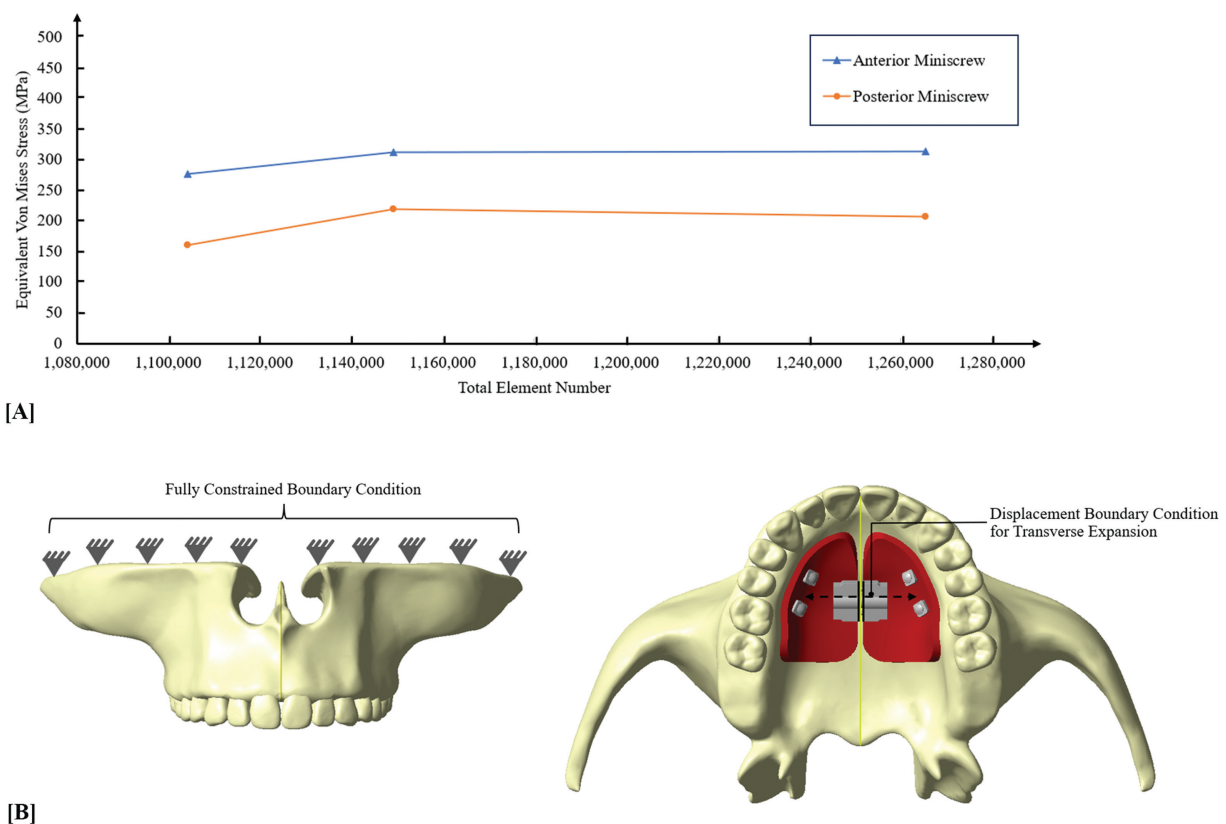 Equivalent Von Mises Stress (MPa)
500
450
400
350
300
250
200
150
100
50
0
Anterior Miniscrew
Posterior Miniscrew
1,080,000 1,100,000 1,120,000 1,140,000 1,160,000 1,180,000 1,200,000 1,220,000 1,240,000 1,260,000 1,280,000
Total Element Number
[A]
Fully Constrained Boundary Condition
Displacement Boundary Condition
for Transverse Expansion
[B]